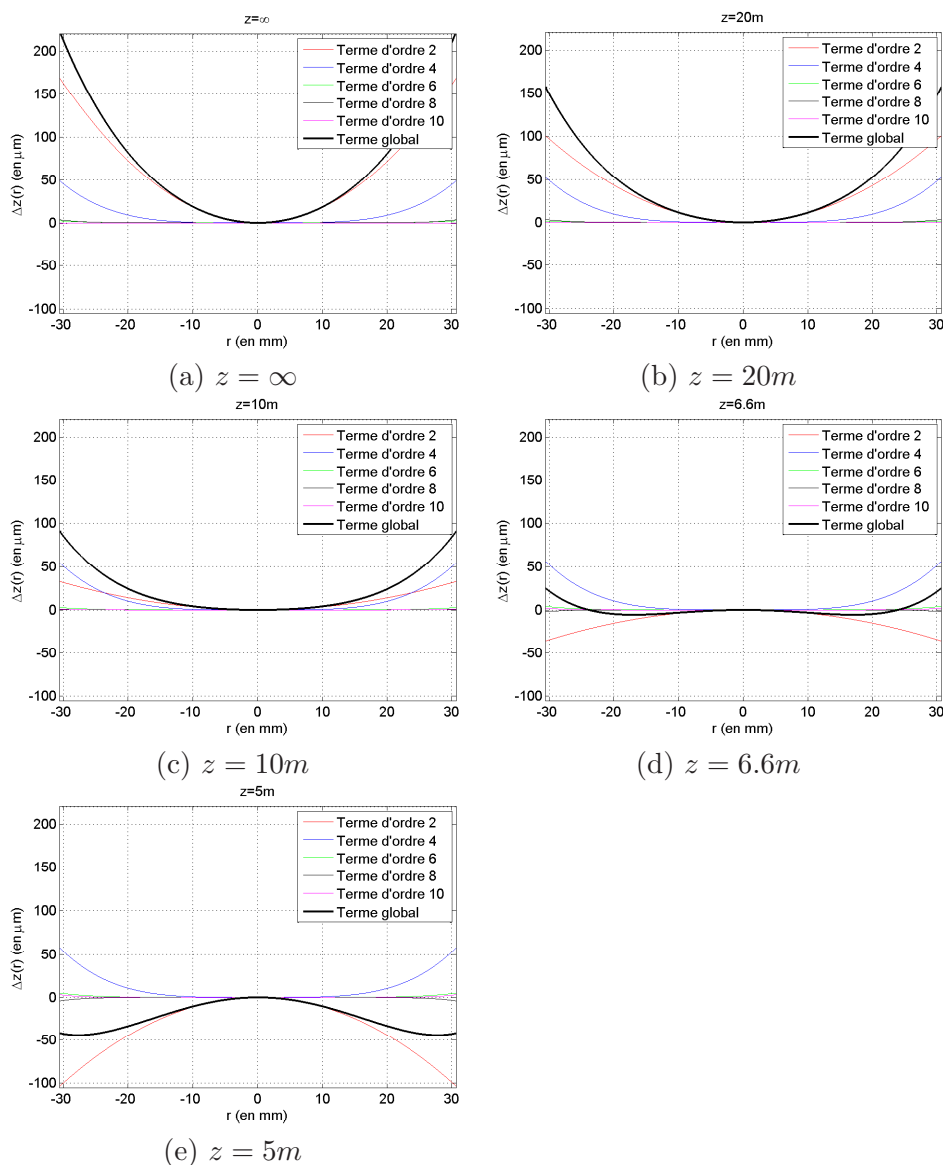 z=∞
Δz(r) (en μm)
200
150
100
50
0
-50
-100
Terme d'ordre 2
Terme d'ordre 4
Terme d'ordre 6
Terme d'ordre 8
Terme d'ordre 10
Terme global
-30 -20 -10 0 10 20 30
r (en mm)
(a) z = ∞
z=20m
Δz(r) (en μm)
200
150
100
50
0
-50
-100
Terme d'ordre 2
Terme d'ordre 4
Terme d'ordre 6
Terme d'ordre 8
Terme d'ordre 10
Terme global
-30 -20 -10 0 10 20 30
r (en mm)
(b) z = 20m
z=10m
Δz(r) (en μm)
200
150
100
50
0
-50
-100
Terme d'ordre 2
Terme d'ordre 4
Terme d'ordre 6
Terme d'ordre 8
Terme d'ordre 10
Terme global
-30 -20 -10 0 10 20 30
r (en mm)
(c) z = 10m
z=6.6m
Δz(r) (en μm)
200
150
100
50
0
-50
-100
Terme d'ordre 2
Terme d'ordre 4
Terme d'ordre 6
Terme d'ordre 8
Terme d'ordre 10
Terme global
-30 -20 -10 0 10 20 30
r (en mm)
(d) z = 6.6m
z=5m
Δz(r) (en μm)
200
150
100
50
0
-50
-100
Terme d'ordre 2
Terme d'ordre 4
Terme d'ordre 6
Terme d'ordre 8
Terme d'ordre 10
Terme global
-30 -20 -10 0 10 20 30
r (en mm)
(e) z = 5m